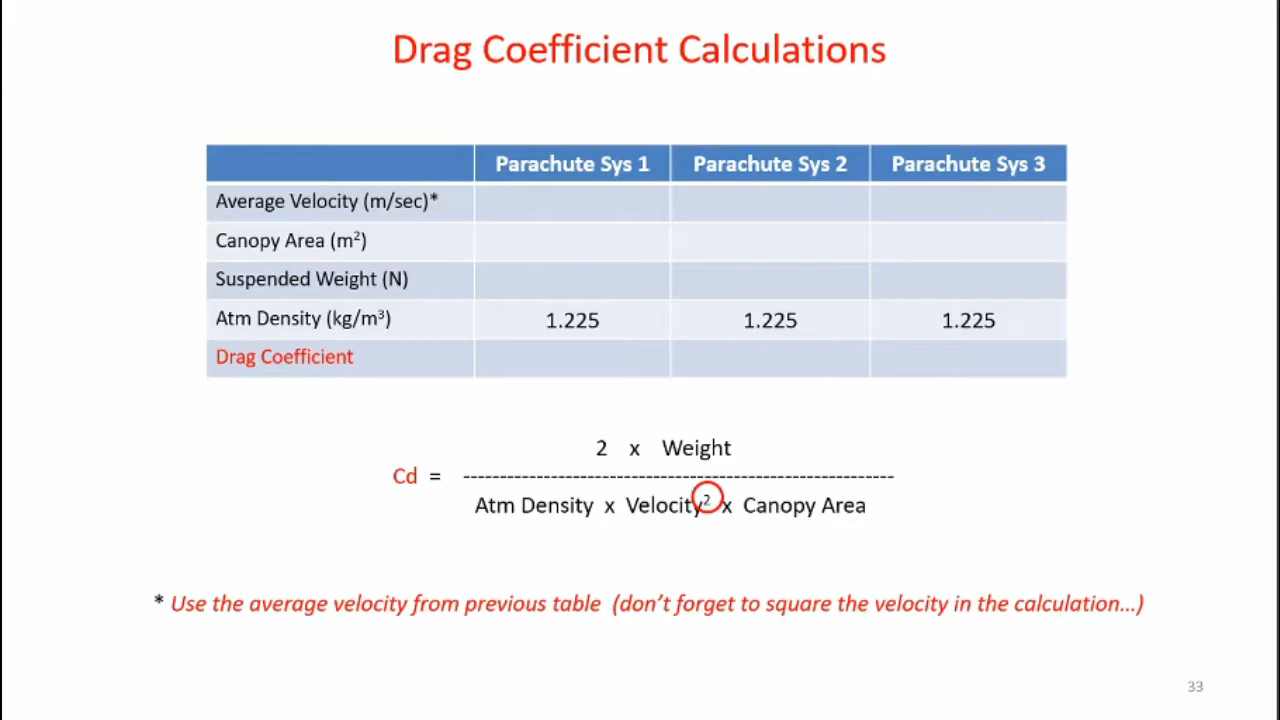 Drag Coefficient Calculations
Parachute Sys 1 Parachute Sys 2 Parachute Sys 3
Average Velocity (m/sec)*
Canopy Area (m²)
Suspended Weight (N)
Atm Density (kg/m³) 1.225 1.225 1.225
Drag Coefficient
2 x Weight
Cd = -----------------------------------------------------------
Atm Density x Velocity² x Canopy Area
* Use the average velocity from previous table (don't forget to square the velocity in the calculation...)
33